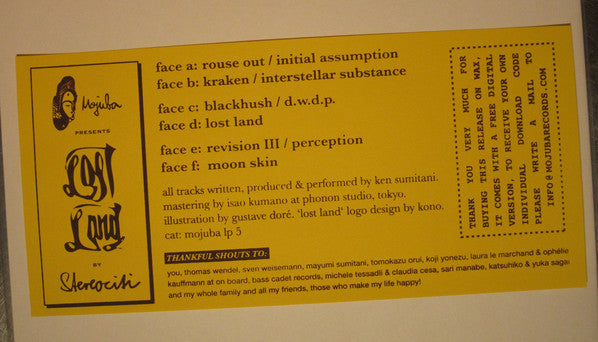 Mojuba
PRESENTS
Lost
Land
BY
Stereociti
face a: rouse out / initial assumption
face b: kraken / interstellar substance
face c: blackhush / d.w.d.p.
face d: lost land
face e: revision III / perception
face f: moon skin
all tracks written, produced & performed by ken sumitani.
mastering by isao kumano at phonon studio, tokyo.
illustration by gustave doré. 'lost land' logo design by kono.
cat: mojuba lp 5
THANKFUL SHOUTS TO:
you, thomas wendel, sven weisemann, mayumi sumitani, tomokazu orui, koji yonezu, laura le marchand & ophélie
kauffmann at on board, bass cadet records, michele tessadli & claudia cesa, sari manabe, katsuhiko & yuka sagai
and my whole family and all my friends, those who make my life happy!
THANK YOU VERY MUCH FOR
BUYING THIS RELEASE ON WAX,
IT COMES WITH A FREE DIGITAL
VERSION, TO RECEIVE YOUR OWN
INDIVIDUAL DOWNLOAD CODE
PLEASE WRITE A MAIL TO
INFO@MOJUBARECORDS.COM